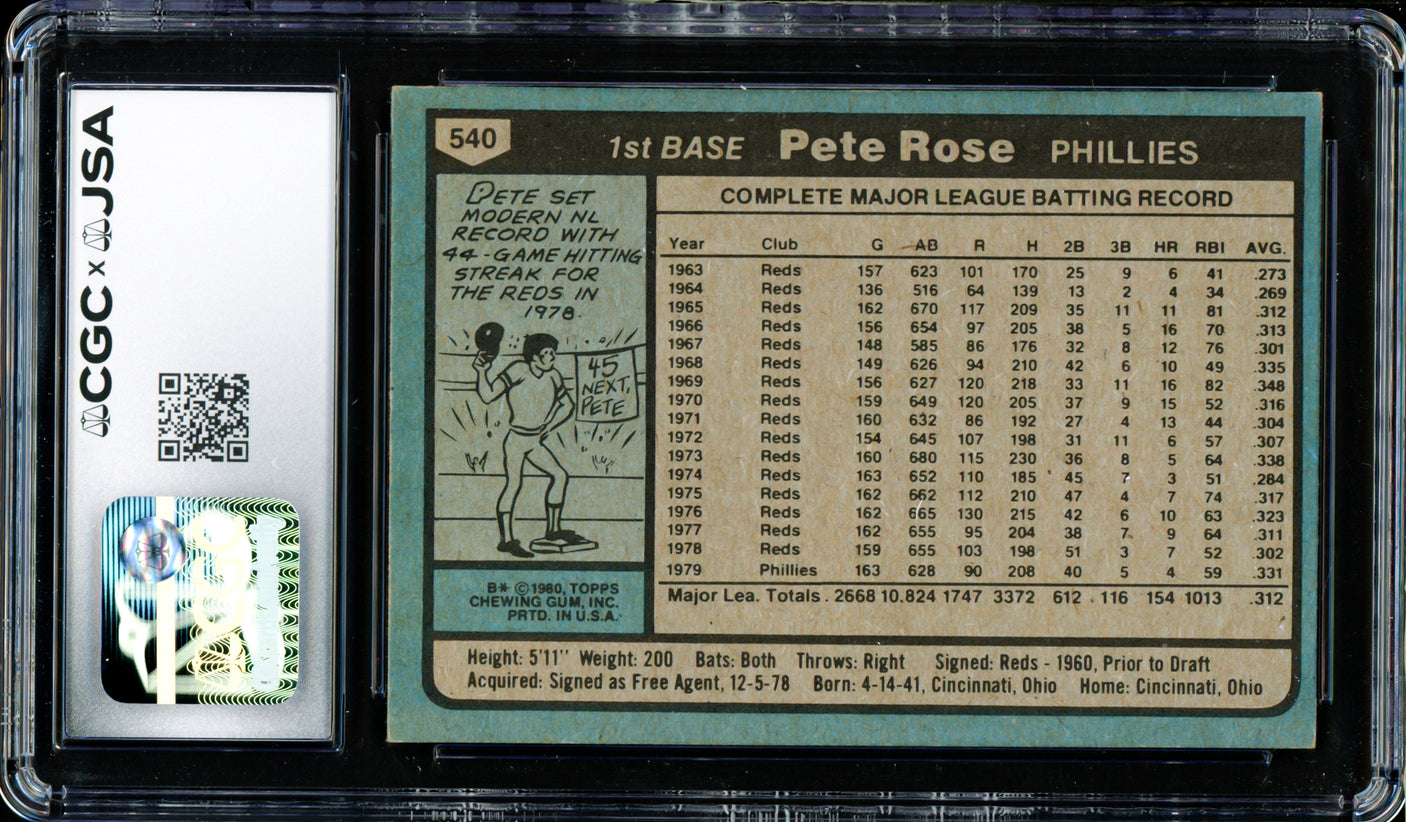 CGC x JSA
540
1st BASE Pete Rose PHILLIES
PETE SET
MODERN NL
RECORD WITH
44-GAME HITTING
STREAK FOR
THE REDS IN
1978.
45
NEXT,
PETE
B* ©1980, TOPPS
CHEWING GUM, INC.
PRTD. IN U.S.A.
COMPLETE MAJOR LEAGUE BATTING RECORD
Year Club G AB R H 2B 3B HR RBI AVG.
1963 Reds 157 623 101 170 25 9 6 41 .273
1964 Reds 136 516 64 139 13 2 4 34 .269
1965 Reds 162 670 117 209 35 11 11 81 .312
1966 Reds 156 654 97 205 38 5 16 70 .313
1967 Reds 148 585 86 176 32 8 12 76 .301
1968 Reds 149 626 94 210 42 6 10 49 .335
1969 Reds 156 627 120 218 33 11 16 82 .348
1970 Reds 159 649 120 205 37 9 15 52 .316
1971 Reds 160 632 86 192 27 4 13 44 .304
1972 Reds 154 645 107 198 31 11 6 57 .307
1973 Reds 160 680 115 230 36 8 5 64 .338
1974 Reds 163 652 110 185 45 7 3 51 .284
1975 Reds 162 662 112 210 47 4 7 74 .317
1976 Reds 162 665 130 215 42 6 10 63 .323
1977 Reds 162 655 95 204 38 7 9 64 .311
1978 Reds 159 655 103 198 51 3 7 52 .302
1979 Phillies 163 628 90 208 40 5 4 59 .331
Major Lea. Totals . 2668 10.824 1747 3372 612 116 154 1013 .312
Height: 5'11" Weight: 200 Bats: Both Throws: Right Signed: Reds - 1960, Prior to Draft
Acquired: Signed as Free Agent, 12-5-78 Born: 4-14-41, Cincinnati, Ohio Home: Cincinnati, Ohio